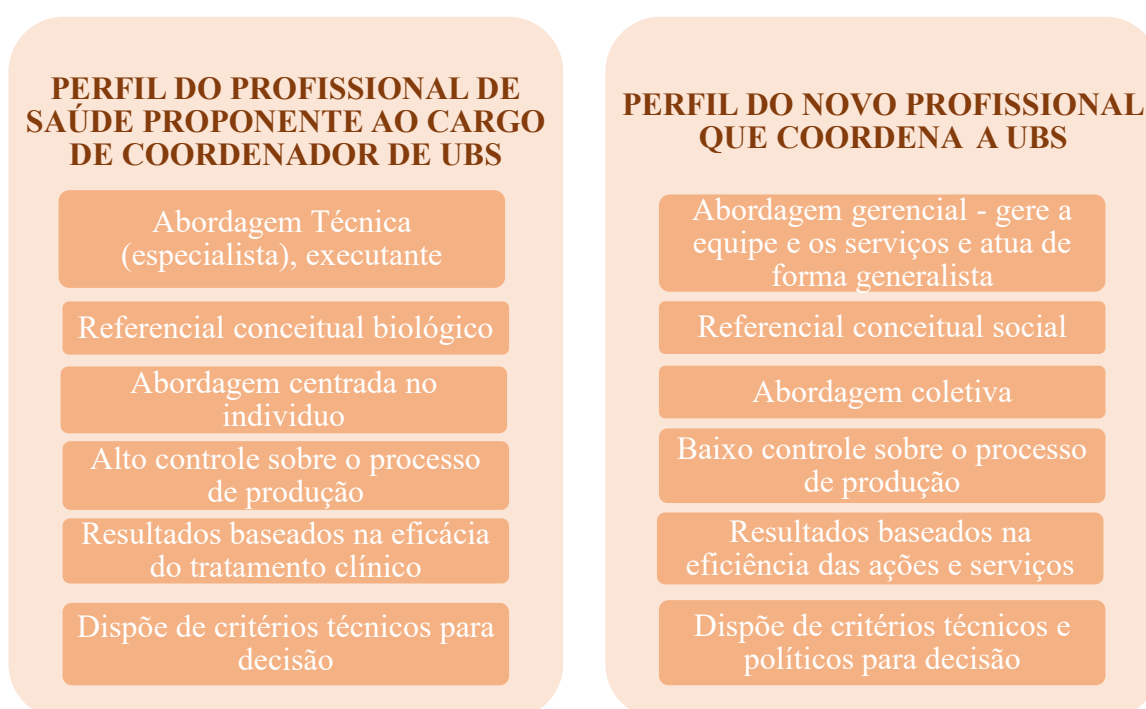 PERFIL DO PROFISSIONAL DE
SAÚDE PROPONENTE AO CARGO
DE COORDENADOR DE UBS
Abordagem Técnica
(especialista), executante
Referencial conceitual biológico
Abordagem centrada no
individuo
Alto controle sobre o processo
de produção
Resultados baseados na eficácia
do tratamento clínico
Dispõe de critérios técnicos para
decisão
PERFIL DO NOVO PROFISSIONAL
QUE COORDENA A UBS
Abordagem gerencial - gere a
equipe e os serviços e atua de
forma generalista
Referencial conceitual social
Abordagem coletiva
Baixo controle sobre o processo
de produção
Resultados baseados na
eficiência das ações e serviços
Dispõe de critérios técnicos e
políticos para decisão